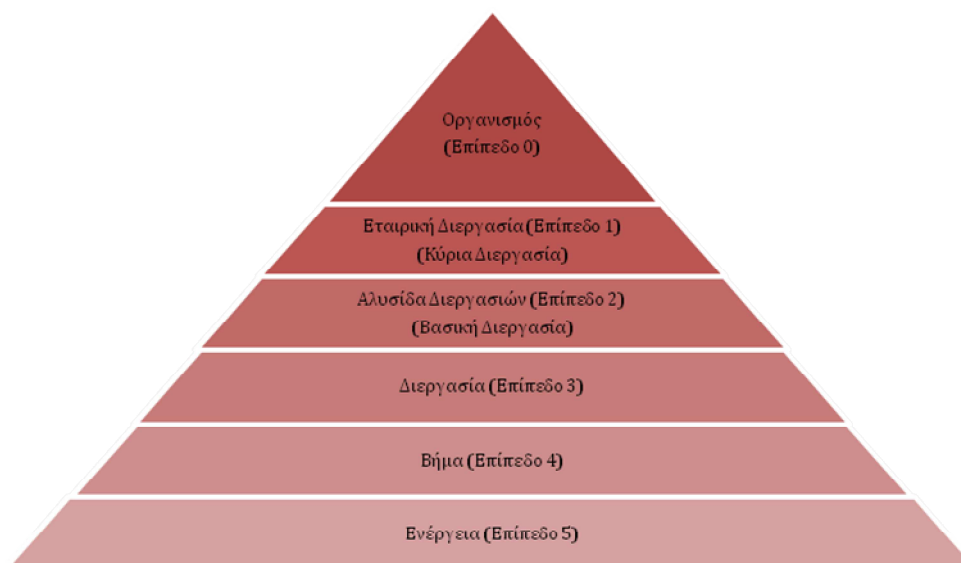 Οργανισμός
(Επίπεδο 0)
Εταιρική Διεργασία (Επίπεδο 1)
(Κύρια Διεργασία)
Αλυσίδα Διεργασιών (Επίπεδο 2)
(Βασική Διεργασία)
Διεργασία (Επίπεδο 3)
Βήμα (Επίπεδο 4)
Ενέργεια (Επίπεδο 5)